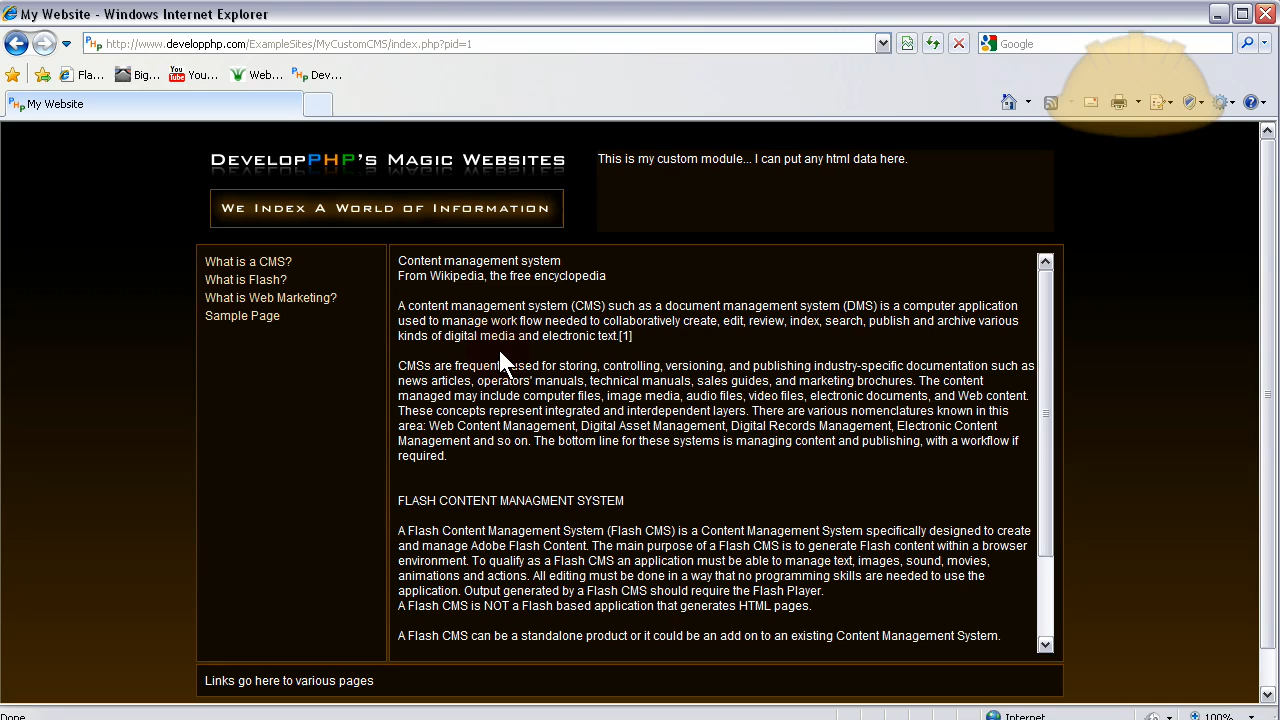 My Website - Windows Internet Explorer
http://www.developphp.com/ExampleSites/MyCustomCMS/index.php?pid=1
Google
Fla...
Big...
You...
Web...
Dev...
My Website
DevelopPHP's Magic Websites
This is my custom module... I can put any html data here.
We Index A World of Information
What is a CMS?
What is Flash?
What is Web Marketing?
Sample Page
Content management system
From Wikipedia, the free encyclopedia
A content management system (CMS) such as a document management system (DMS) is a computer application
used to manage work flow needed to collaboratively create, edit, review, index, search, publish and archive various
kinds of digital media and electronic text.[1]
CMSs are frequently used for storing, controlling, versioning, and publishing industry-specific documentation such as
news articles, operators' manuals, technical manuals, sales guides, and marketing brochures. The content
managed may include computer files, image media, audio files, video files, electronic documents, and Web content.
These concepts represent integrated and interdependent layers. There are various nomenclatures known in this
area: Web Content Management, Digital Asset Management, Digital Records Management, Electronic Content
Management and so on. The bottom line for these systems is managing content and publishing, with a workflow if
required.
FLASH CONTENT MANAGMENT SYSTEM
A Flash Content Management System (Flash CMS) is a Content Management System specifically designed to create
and manage Adobe Flash Content. The main purpose of a Flash CMS is to generate Flash content within a browser
environment. To qualify as a Flash CMS an application must be able to manage text, images, sound, movies,
animations and actions. All editing must be done in a way that no programming skills are needed to use the
application. Output generated by a Flash CMS should require the Flash Player.
A Flash CMS is NOT a Flash based application that generates HTML pages.
A Flash CMS can be a standalone product or it could be an add on to an existing Content Management System.
Links go here to various pages
Done
Internet
100%